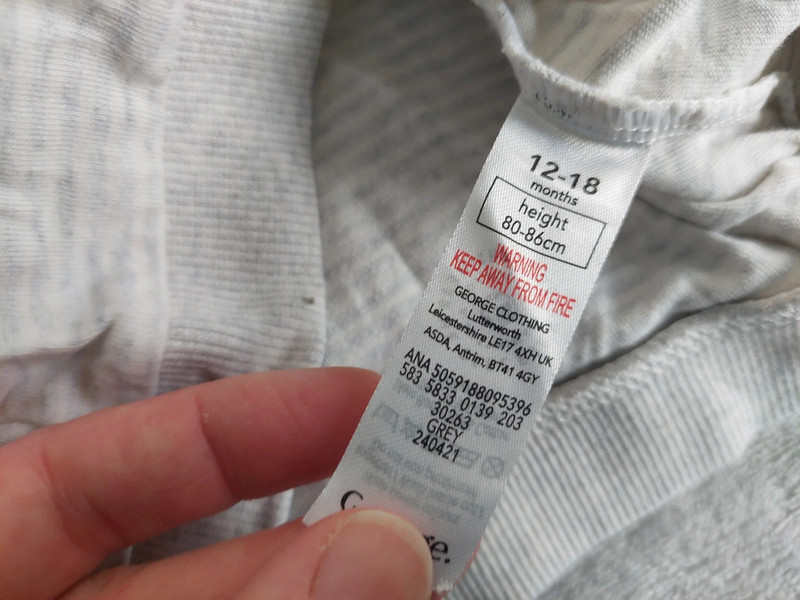 12-18
months
height
80-86cm
WARNING
KEEP AWAY FROM FIRE
GEORGE CLOTHING
Lutterworth
Leicestershire LE17 4XH UK
ASDA, Antrim, BT41 4GY
ANA 5059188095396
583 5833 0139 203
30263
GREY
240421